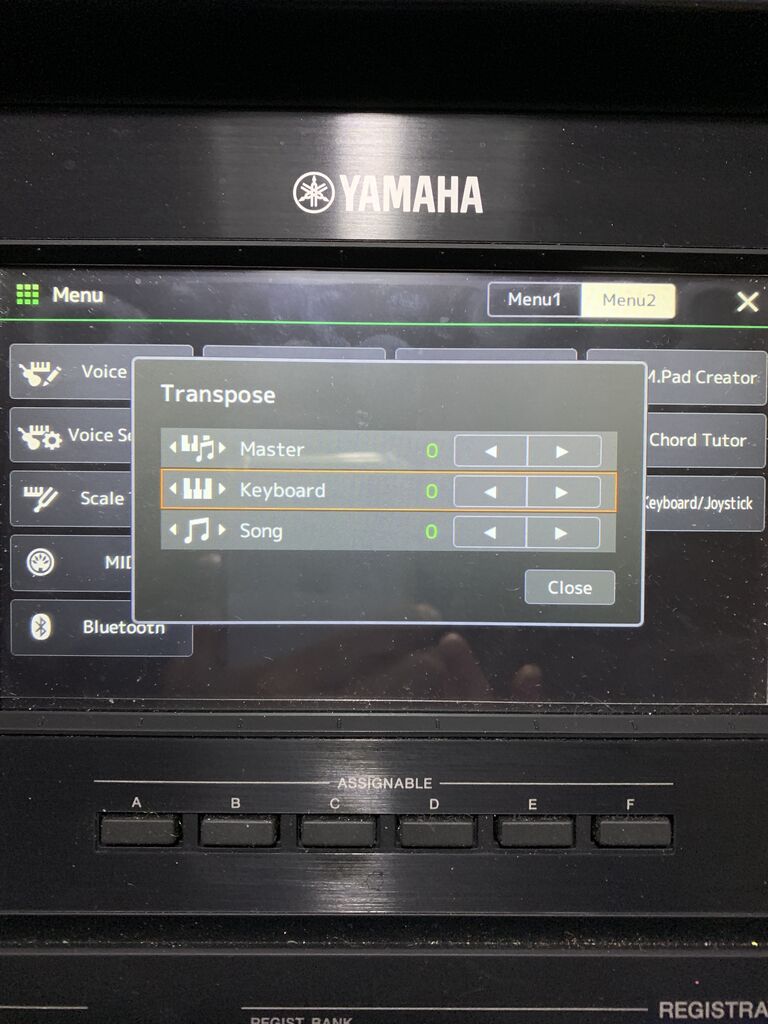 YAMAHA
Menu
Menu1
Menu2
Voice
M.Pad Creator
Transpose
Master 0
Voice
Chord Tutor
Keyboard 0
Scale
Keyboard/Joystick
Song 0
MIDI
Close
Bluetooth
ASSIGNABLE
A B C D E F
REGISTRA
REGIST BANK